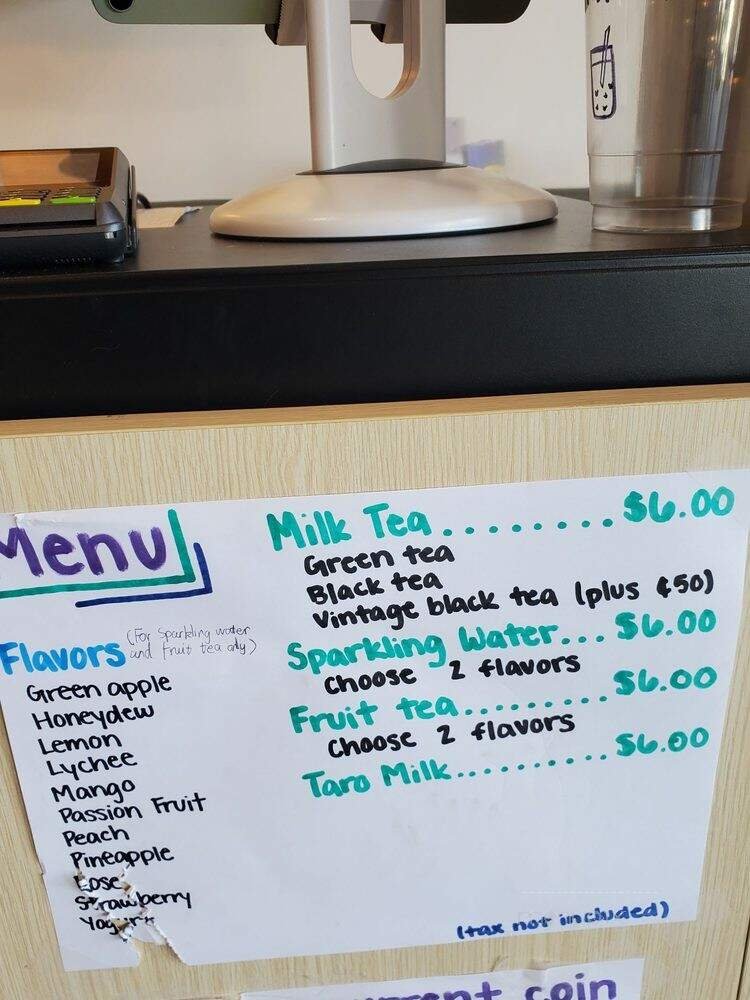 Menu
Flavors (For Sparkling water
and fruit tea only)
Green apple
Honeydew
Lemon
Lychee
Mango
Passion Fruit
Peach
Pineapple
Rose
Strawberry
Milk Tea........$6.00
Green tea
Black tea
Vintage black tea (plus ¢50)
Sparkling Water...$6.00
Choose 2 flavors
Fruit tea.........$6.00
Choose 2 flavors
Taro Milk..........$6.00
(tax not included)
coin